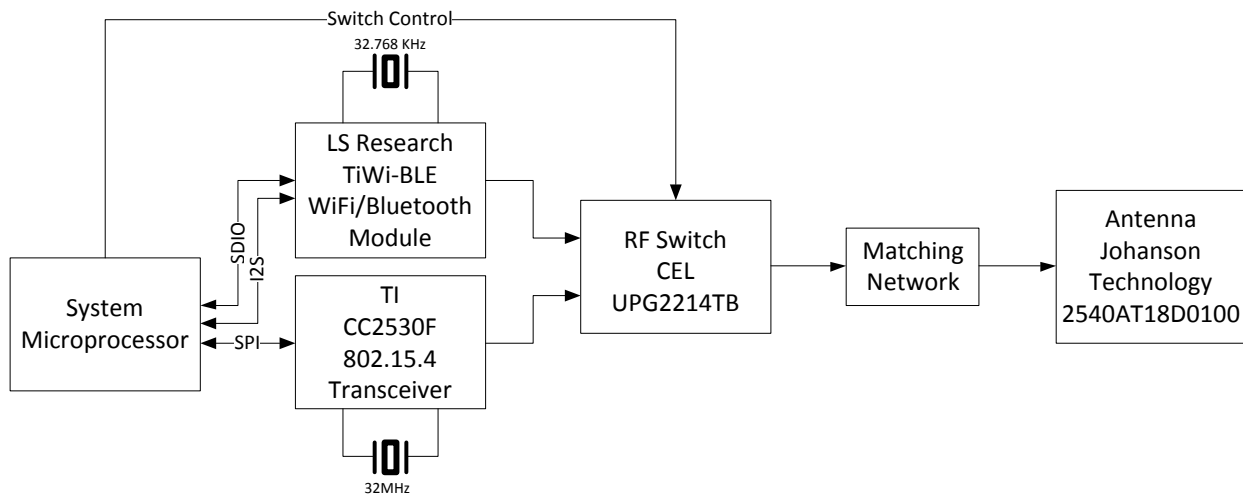 Switch Control
32.768 KHz
LS Research
TiWi-BLE
WiFi/Bluetooth
Module
SDIO
I2S
System
Microprocessor
SPI
TI
CC2530F
802.15.4
Transceiver
32MHz
RF Switch
CEL
UPG2214TB
Matching
Network
Antenna
Johanson
Technology
2540AT18D0100